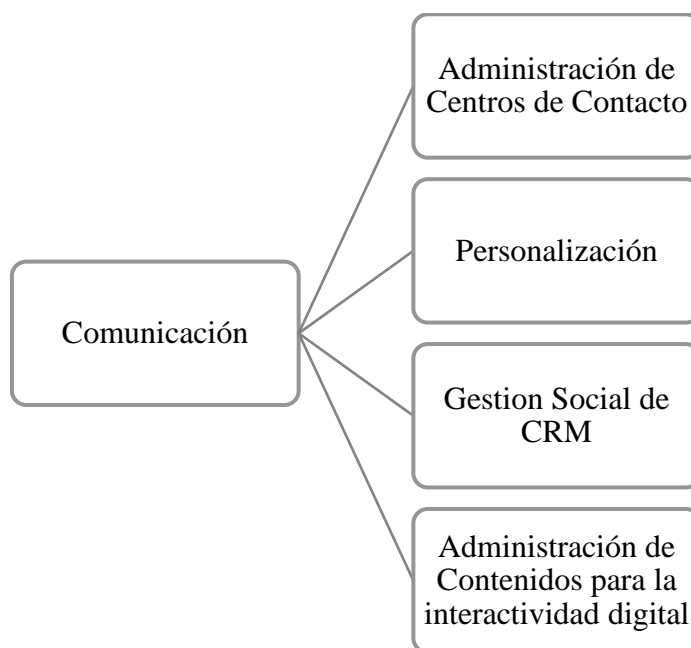 Administración de
Centros de Contacto
Personalización
Comunicación
Gestion Social de
CRM
Administración de
Contenidos para la
interactividad digital